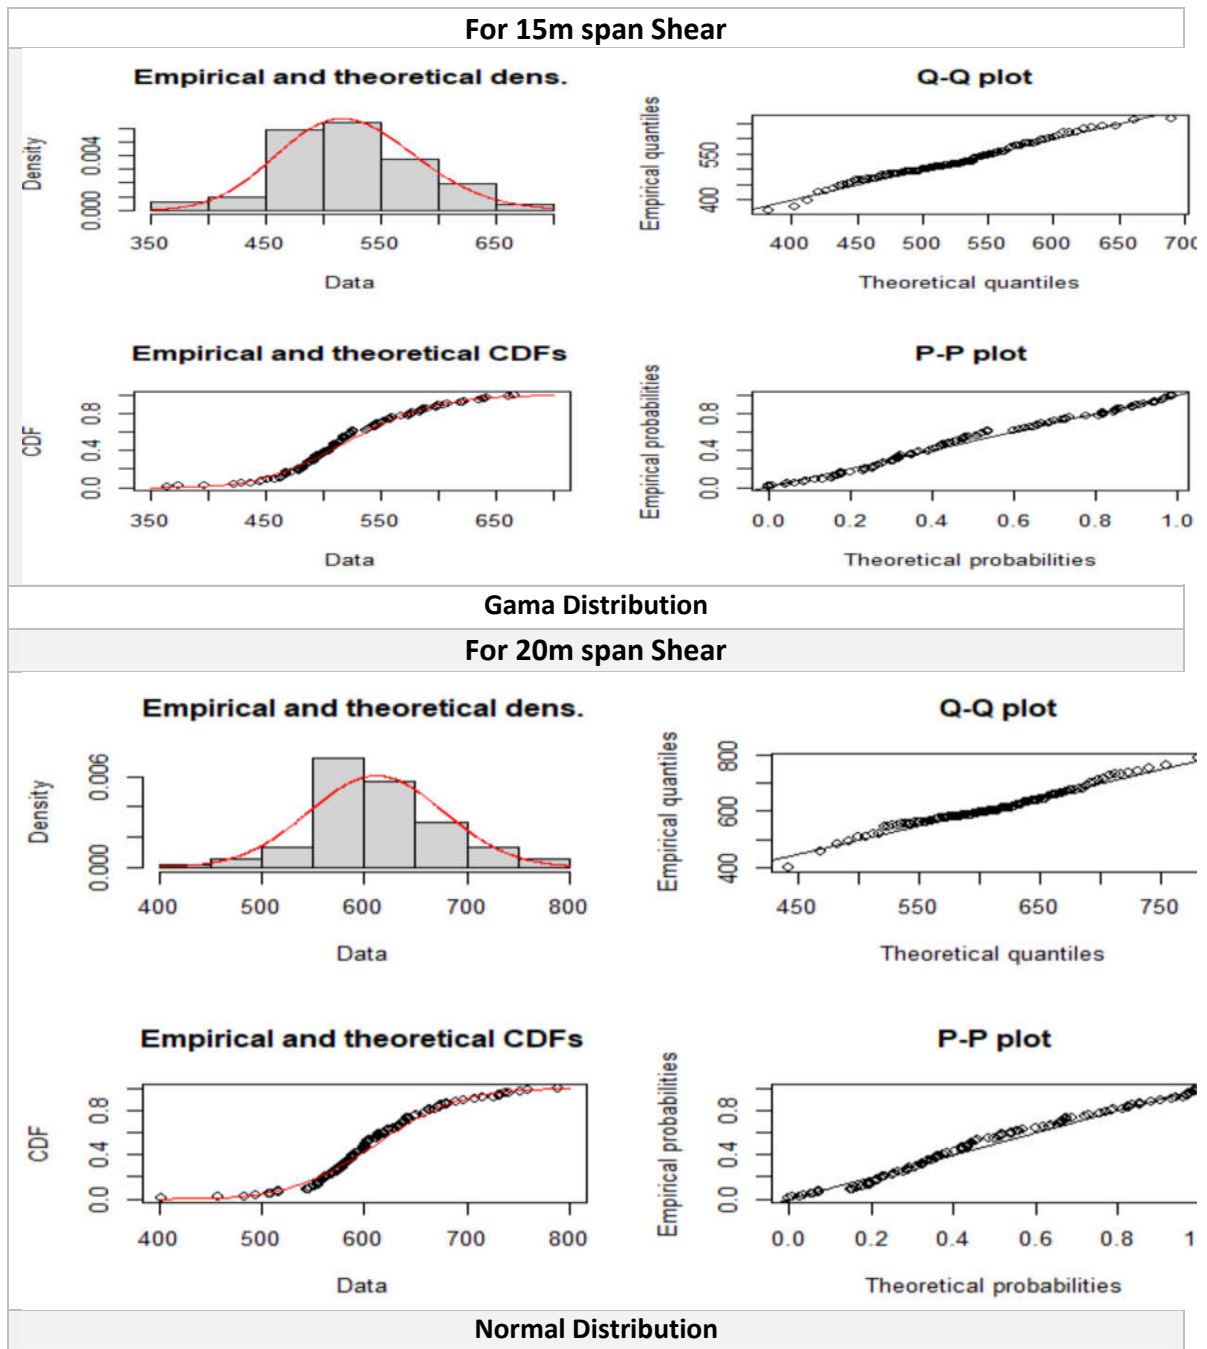 For 15m span Shear
Empirical and theoretical dens.
Density
0.000 0.004
350 450 550 650
Data
Q-Q plot
Empirical quantiles
400 550
400 450 500 550 600 650 700
Theoretical quantiles
Empirical and theoretical CDFs
CDF
0.0 0.4 0.8
350 450 550 650
Data
P-P plot
Empirical probabilities
0.0 0.4 0.8
0.0 0.2 0.4 0.6 0.8 1.0
Theoretical probabilities
Gama Distribution
For 20m span Shear
Empirical and theoretical dens.
Density
0.000 0.006
400 500 600 700 800
Data
Q-Q plot
Empirical quantiles
400 600 800
450 550 650 750
Theoretical quantiles
Empirical and theoretical CDFs
CDF
0.0 0.4 0.8
400 500 600 700 800
Data
P-P plot
Empirical probabilities
0.0 0.4 0.8
0.0 0.2 0.4 0.6 0.8 1
Theoretical probabilities
Normal Distribution